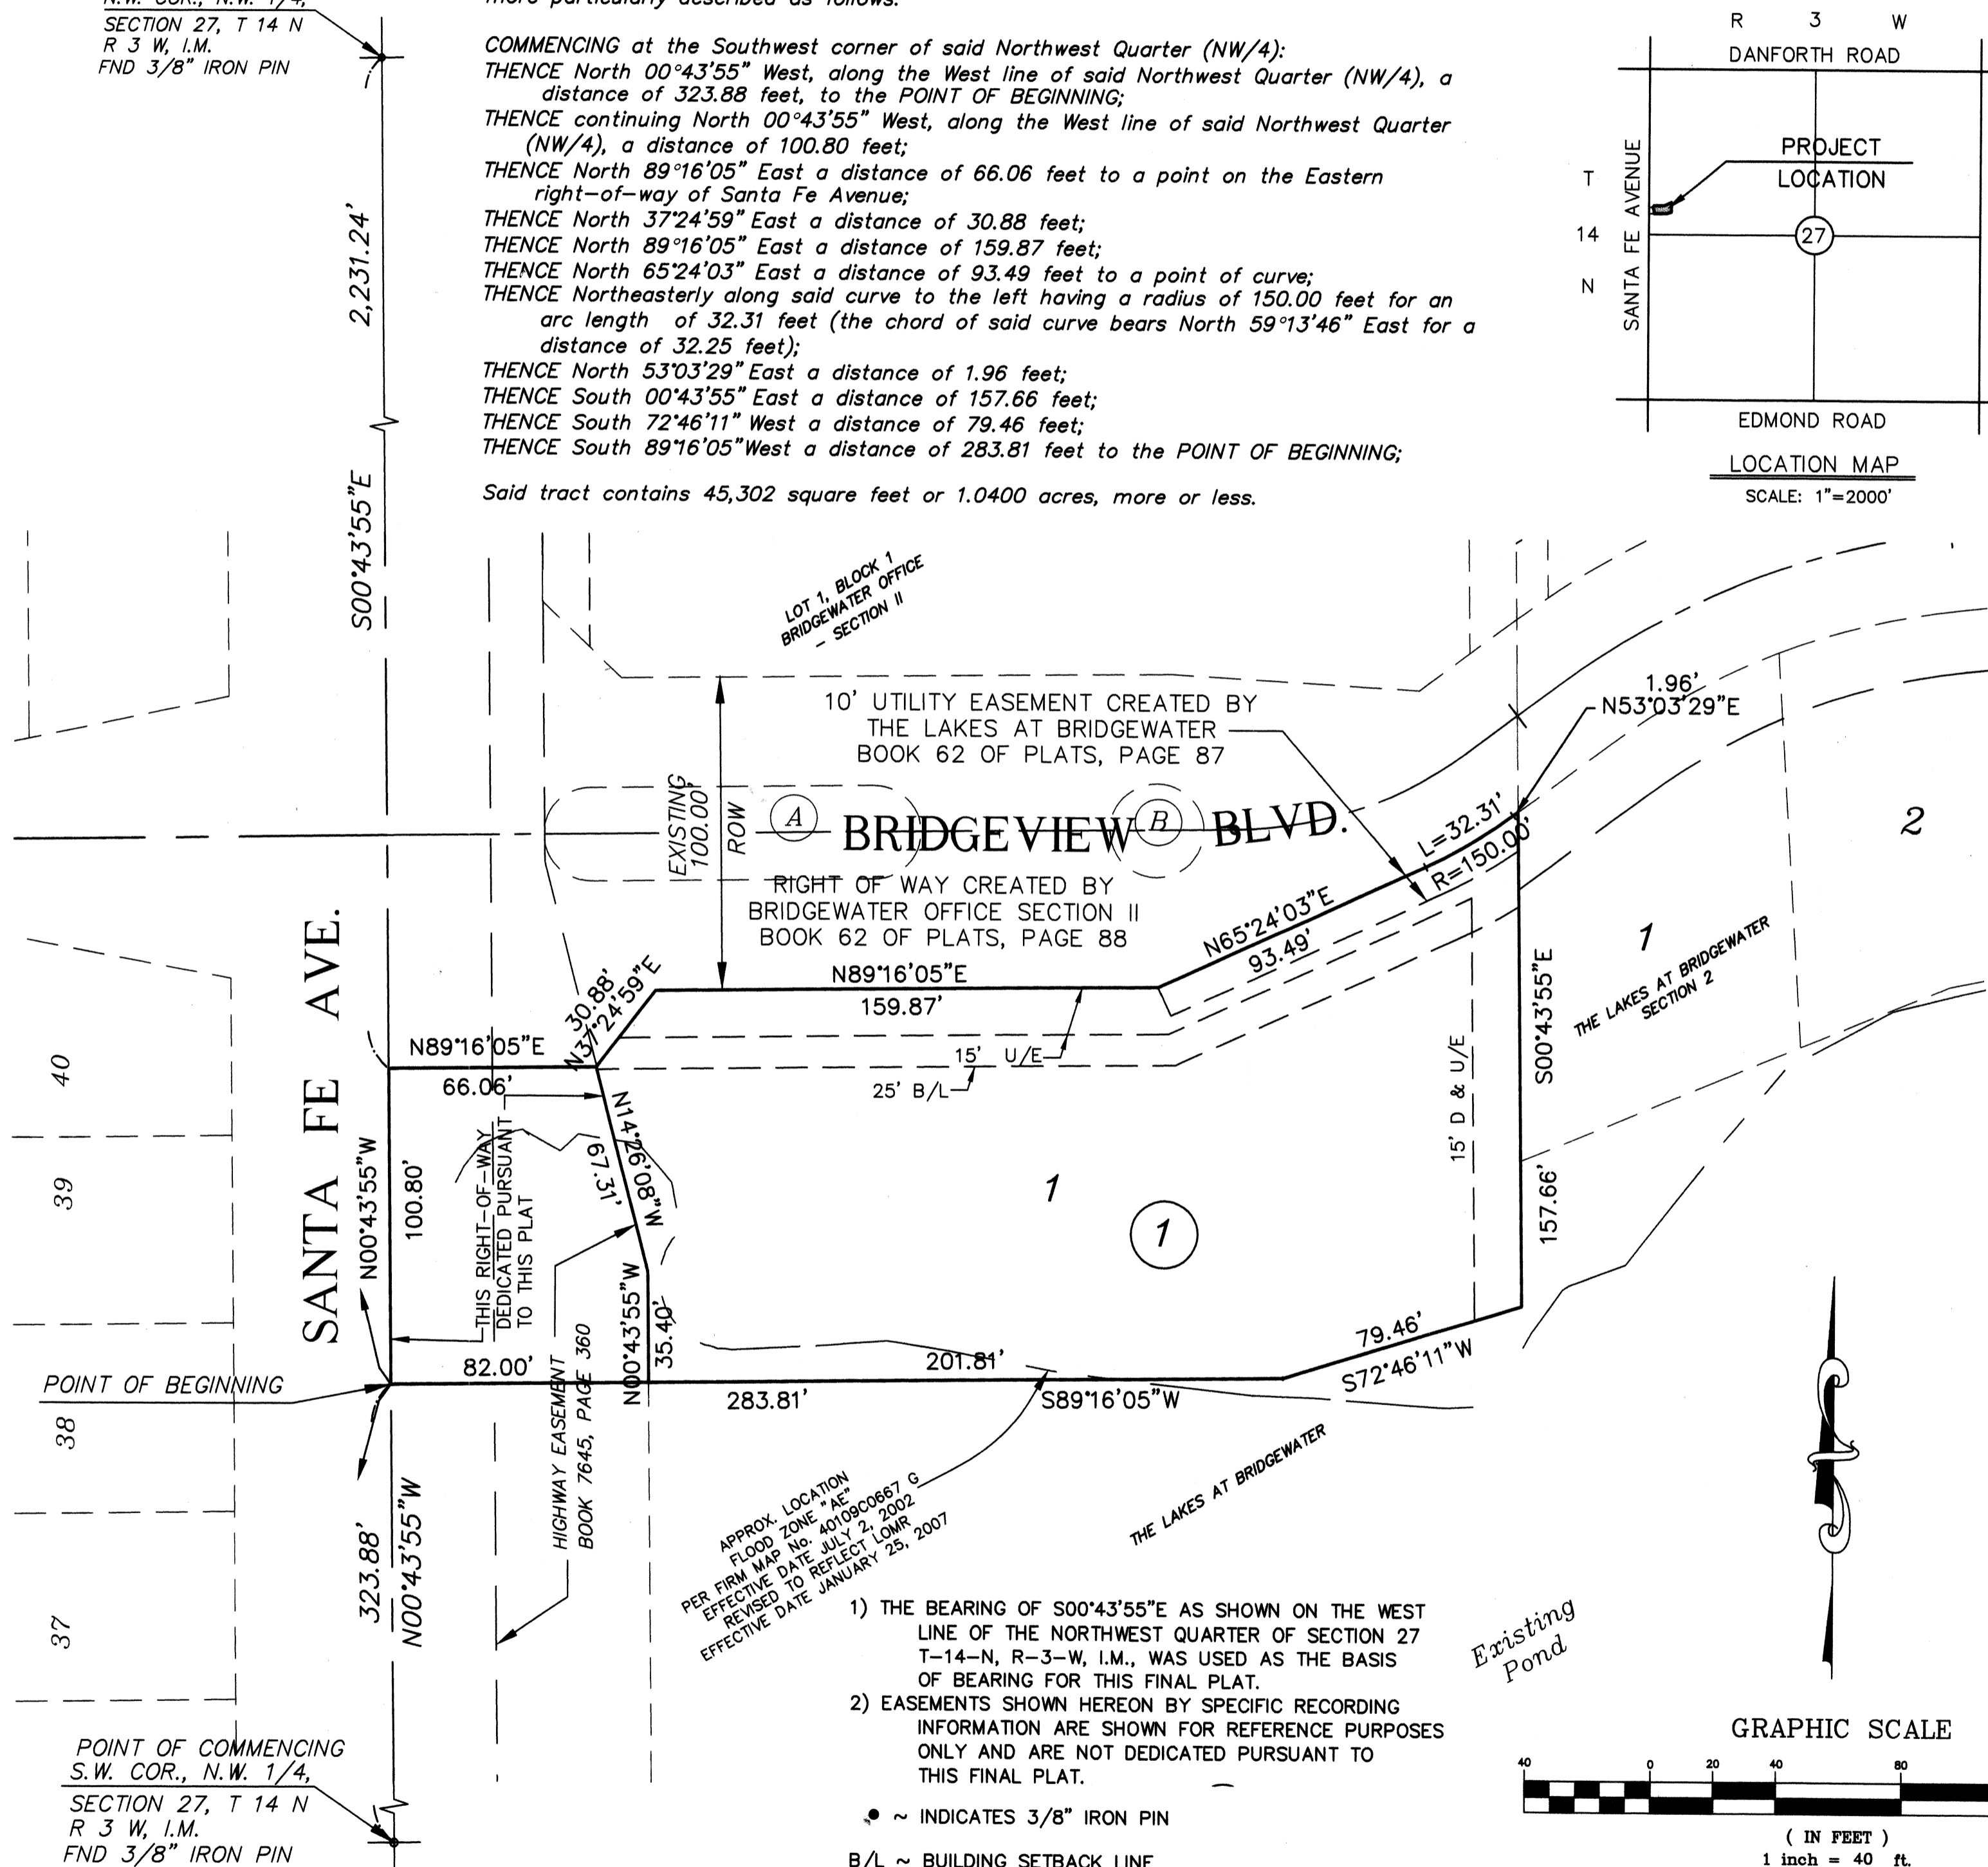 N.W. COR., N.W. 1/4,
SECTION 27, T 14 N
R 3 W, I.M.
FND 3/8" IRON PIN
more particularly described as follows:
COMMENCING at the Southwest corner of said Northwest Quarter (NW/4):
THENCE North 00°43'55" West, along the West line of said Northwest Quarter (NW/4), a
distance of 323.88 feet, to the POINT OF BEGINNING;
THENCE continuing North 00°43'55" West, along the West line of said Northwest Quarter
(NW/4), a distance of 100.80 feet;
THENCE North 89°16'05" East a distance of 66.06 feet to a point on the Eastern
right-of-way of Santa Fe Avenue;
THENCE North 37°24'59" East a distance of 30.88 feet;
THENCE North 89°16'05" East a distance of 159.87 feet;
THENCE North 65°24'03" East a distance of 93.49 feet to a point of curve;
THENCE Northeasterly along said curve to the left having a radius of 150.00 feet for an
arc length of 32.31 feet (the chord of said curve bears North 59°13'46" East for a
distance of 32.25 feet);
THENCE North 53°03'29" East a distance of 1.96 feet;
THENCE South 00°43'55" East a distance of 157.66 feet;
THENCE South 72°46'11" West a distance of 79.46 feet;
THENCE South 89°16'05"West a distance of 283.81 feet to the POINT OF BEGINNING;
Said tract contains 45,302 square feet or 1.0400 acres, more or less.
R 3 W
DANFORTH ROAD
T
14
N
SANTA FE AVENUE
PROJECT
LOCATION
27
EDMOND ROAD
LOCATION MAP
SCALE: 1"=2000'
2,231.24'
S00°43'55"E
LOT 1, BLOCK 1
BRIDGEWATER OFFICE
- SECTION II
10' UTILITY EASEMENT CREATED BY
THE LAKES AT BRIDGEWATER
BOOK 62 OF PLATS, PAGE 87
1.96'
N53°03'29"E
EXISTING
100.00'
ROW
A
BRIDGEVIEW
B
BLVD.
L=32.31'
R=150.00'
2
RIGHT OF WAY CREATED BY
BRIDGEWATER OFFICE SECTION II
BOOK 62 OF PLATS, PAGE 88
N65°24'03"E
93.49'
N89°16'05"E
159.87'
30.88'
N37°24'59"E
N89°16'05"E
66.06'
15' U/E
25' B/L
1
THE LAKES AT BRIDGEWATER
SECTION 2
S00°43'55"E
157.66'
15' D & U/E
SANTA FE AVE.
N00°43'55"W
100.80'
THIS RIGHT-OF-WAY
DEDICATED PURSUANT
TO THIS PLAT
N14°26'08"W
67.31'
1
1
N00°43'55"W
35.40'
40
39
38
37
POINT OF BEGINNING
82.00'
201.81'
283.81'
S89°16'05"W
79.46'
S72°46'11"W
HIGHWAY EASEMENT
BOOK 7645, PAGE 360
323.88'
N00°43'55"W
APPROX. LOCATION
FLOOD ZONE "AE"
PER FIRM MAP No. 40109C0667 G
EFFECTIVE DATE JULY 2, 2002
REVISED TO REFLECT LOMR
EFFECTIVE DATE JANUARY 25, 2007
THE LAKES AT BRIDGEWATER
Existing
Pond
1) THE BEARING OF S00°43'55"E AS SHOWN ON THE WEST
LINE OF THE NORTHWEST QUARTER OF SECTION 27
T-14-N, R-3-W, I.M., WAS USED AS THE BASIS
OF BEARING FOR THIS FINAL PLAT.
2) EASEMENTS SHOWN HEREON BY SPECIFIC RECORDING
INFORMATION ARE SHOWN FOR REFERENCE PURPOSES
ONLY AND ARE NOT DEDICATED PURSUANT TO
THIS FINAL PLAT.
~ INDICATES 3/8" IRON PIN
B/L ~ BUILDING SETBACK LINE
POINT OF COMMENCING
S.W. COR., N.W. 1/4,
SECTION 27, T 14 N
R 3 W, I.M.
FND 3/8" IRON PIN
GRAPHIC SCALE
40 0 20 40 80
( IN FEET )
1 inch = 40 ft.